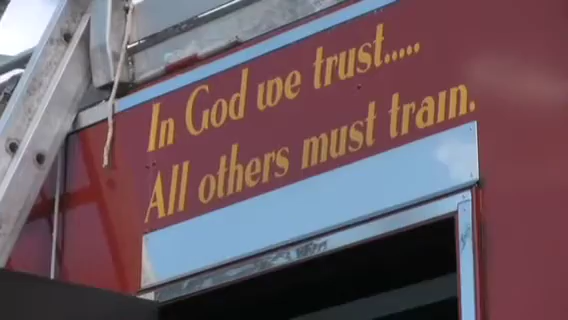 In God we trust.....
All others must train.